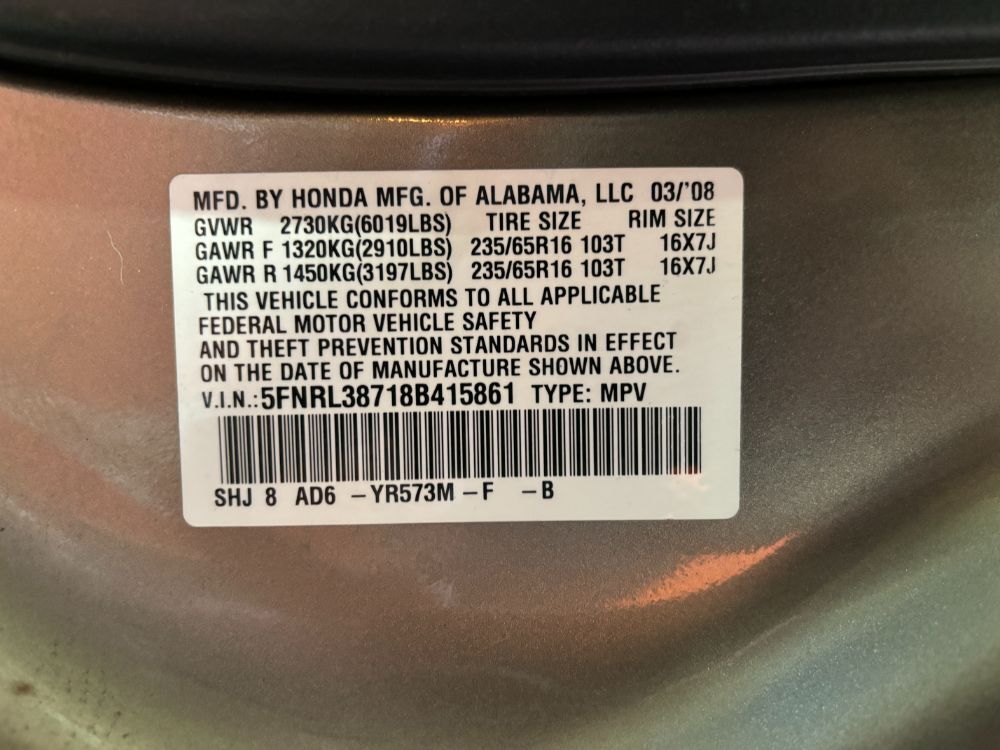 MFD. BY HONDA MFG. OF ALABAMA, LLC 03/'08
GVWR 2730KG(6019LBS) TIRE SIZE RIM SIZE
GAWR F 1320KG(2910LBS) 235/65R16 103T 16X7J
GAWR R 1450KG(3197LBS) 235/65R16 103T 16X7J
THIS VEHICLE CONFORMS TO ALL APPLICABLE
FEDERAL MOTOR VEHICLE SAFETY
AND THEFT PREVENTION STANDARDS IN EFFECT
ON THE DATE OF MANUFACTURE SHOWN ABOVE.
V.I.N.:5FNRL38718B415861 TYPE: MPV
SHJ 8 AD6 –YR573M –F –B